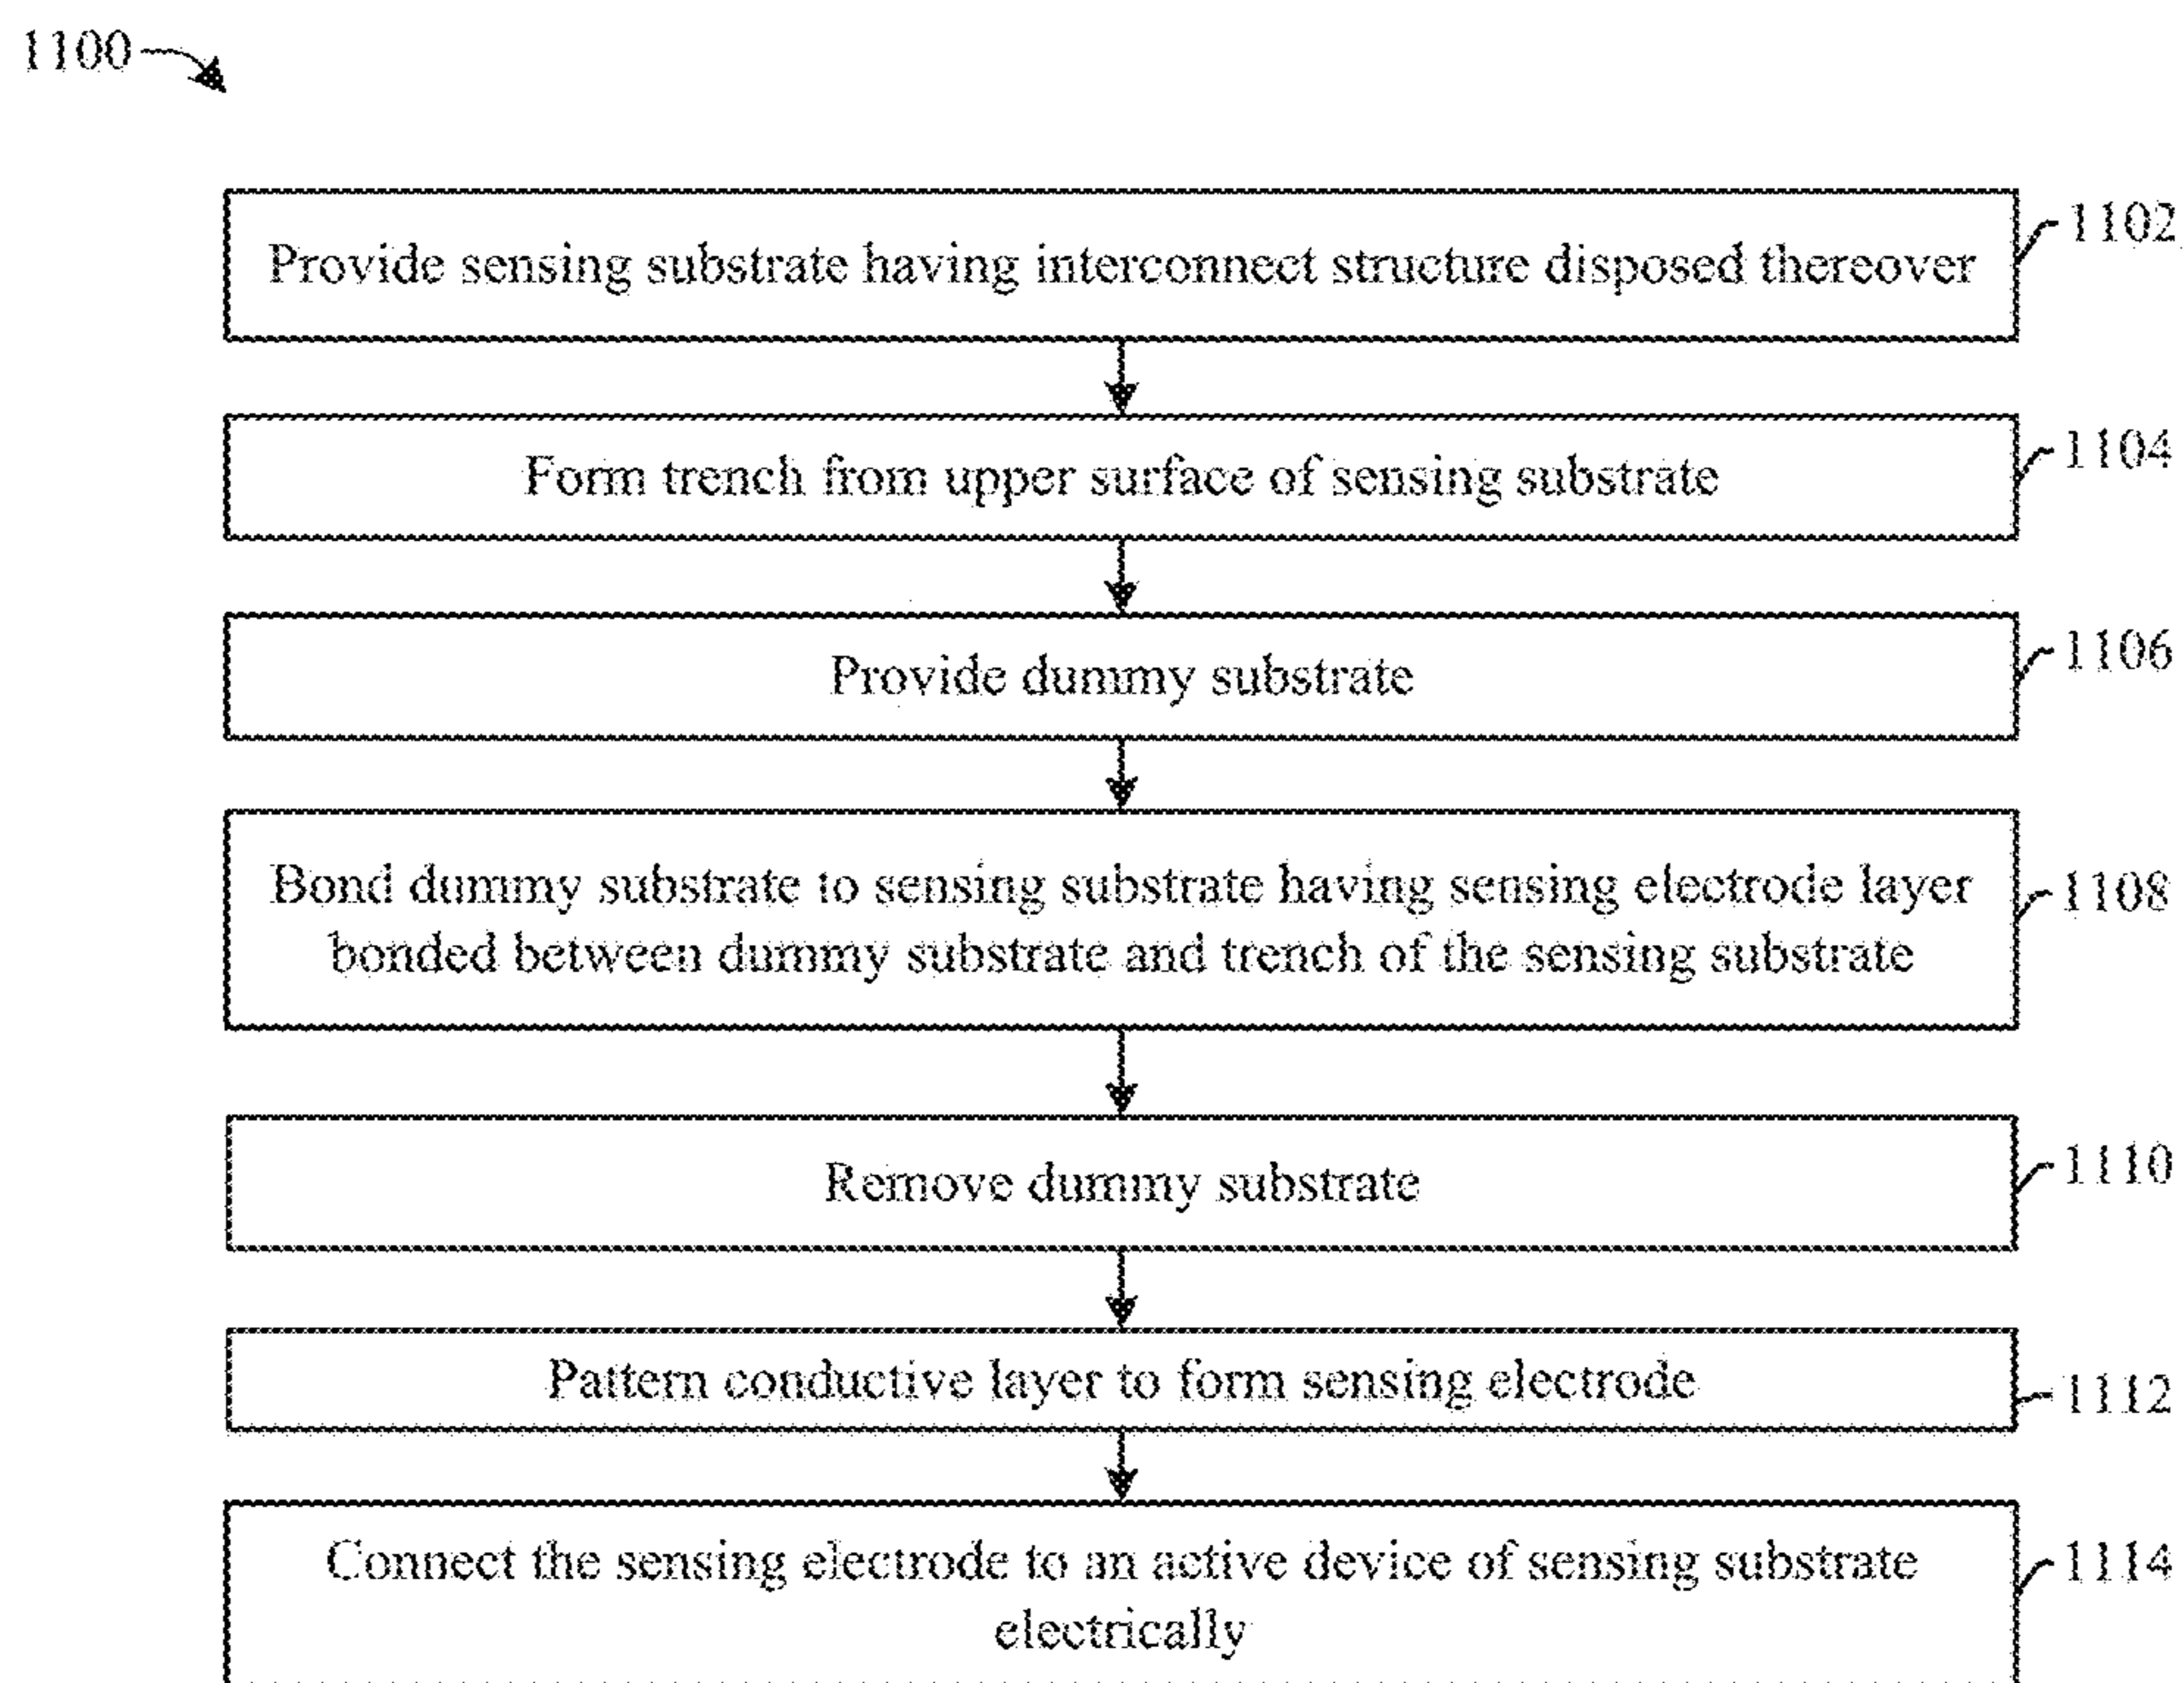 1100
Provide sensing substrate having interconnect structure disposed thereover
1102
Form trench from upper surface of sensing substrate
1104
Provide dummy substrate
1106
Bond dummy substrate to sensing substrate having sensing electrode layer
bonded between dummy substrate and trench of the sensing substrate
1108
Remove dummy substrate
1110
Pattern conductive layer to form sensing electrode
1112
Connect the sensing electrode to an active device of sensing substrate
electrically
1114